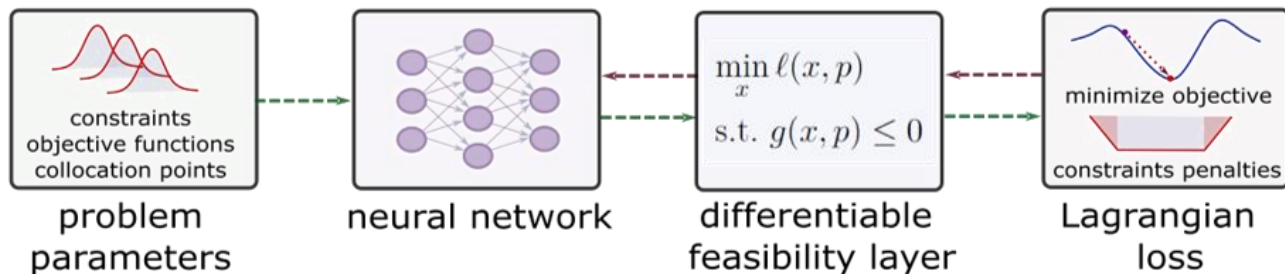 constraints
objective functions
collocation points
problem
parameters
neural network
min ℓ(x, p)
x
s.t. g(x, p) ≤ 0
differentiable
feasibility layer
minimize objective
constraints penalties
Lagrangian
loss